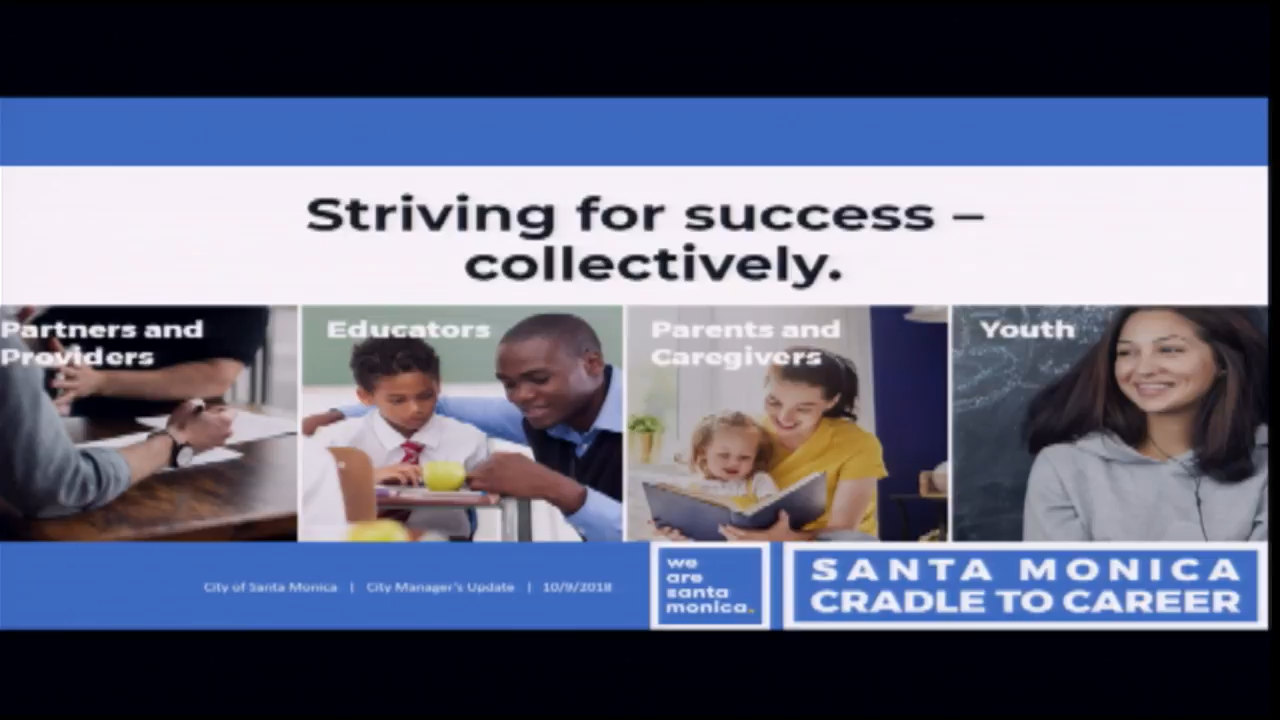 Striving for success –
collectively.
Partners and
Providers
Educators
Parents and
Caregivers
Youth
City of Santa Monica | City Manager's Update | 10/9/2018
we
are
santa
monica.
SANTA MONICA
CRADLE TO CAREER